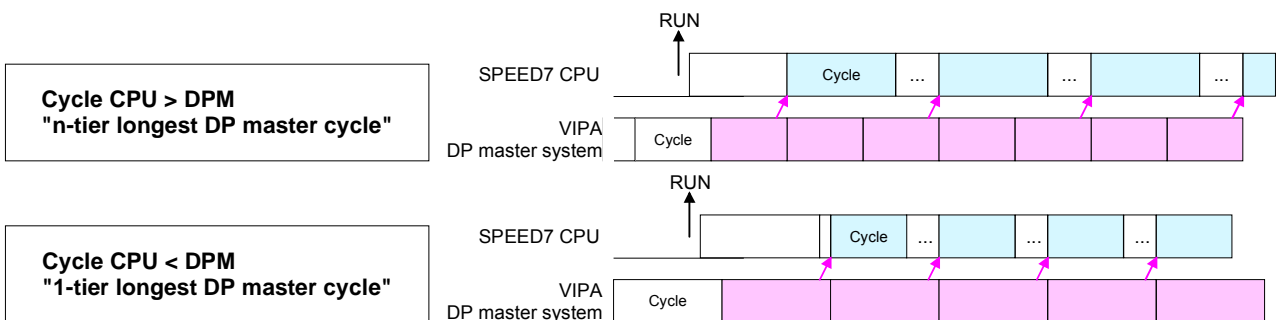 RUN
SPEED7 CPU
Cycle
...
...
...
Cycle CPU > DPM
"n-tier longest DP master cycle"
VIPA
DP master system
Cycle
RUN
SPEED7 CPU
Cycle
...
...
...
Cycle CPU < DPM
"1-tier longest DP master cycle"
VIPA
DP master system
Cycle